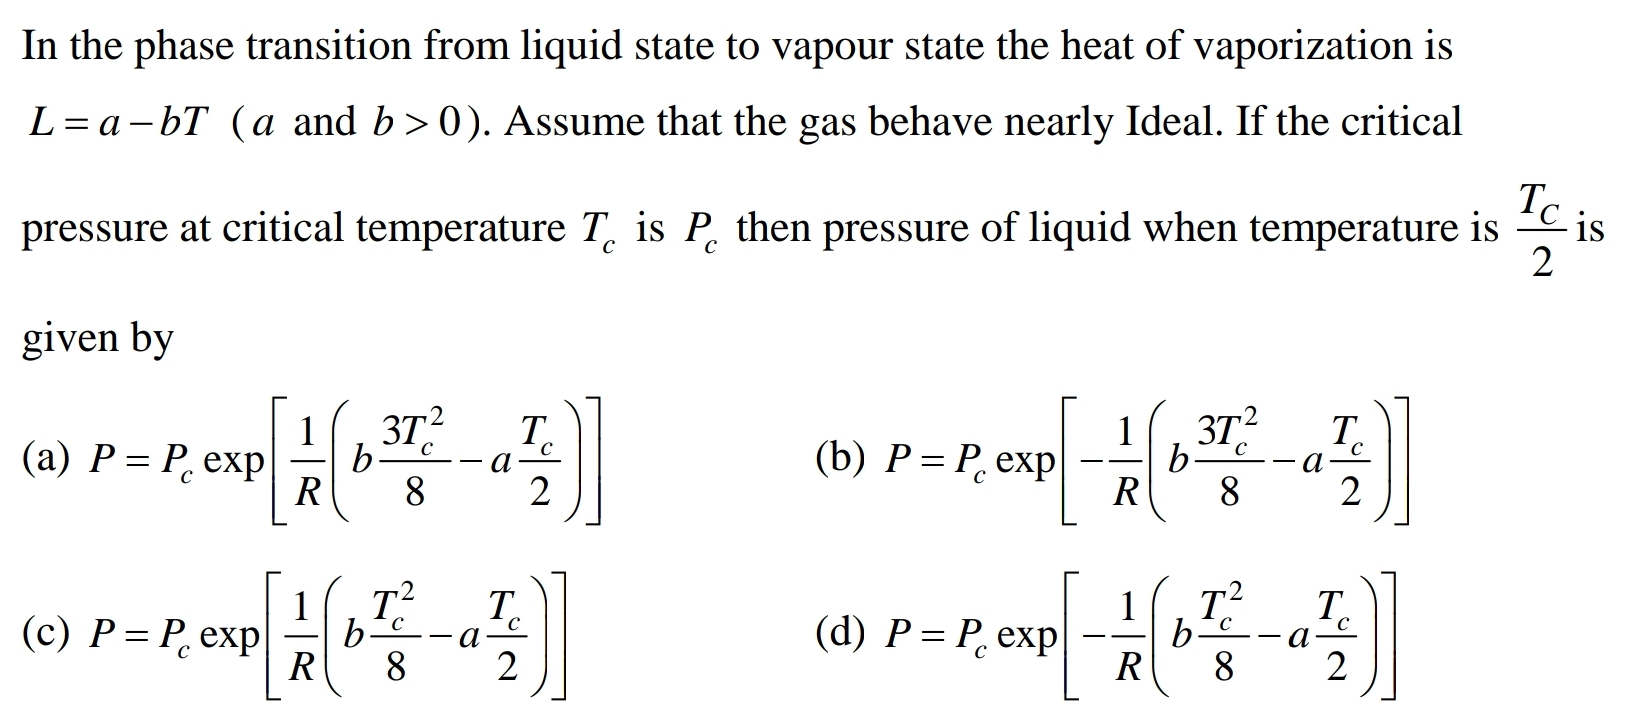 In the phase transition from liquid state to vapour state the heat of vaporization is
L = a − bT ( a and b > 0 ). Assume that the gas behave nearly Ideal. If the critical
pressure at critical temperature T_c is P_c then pressure of liquid when temperature is \frac{T_C}{2} is
given by
(a) P = P_c exp\left[\frac{1}{R}\left(b\frac{3T_c^2}{8} − a\frac{T_c}{2}\right)\right] (b) P = P_c exp\left[−\frac{1}{R}\left(b\frac{3T_c^2}{8} − a\frac{T_c}{2}\right)\right]
(c) P = P_c exp\left[\frac{1}{R}\left(b\frac{T_c^2}{8} − a\frac{T_c}{2}\right)\right] (d) P = P_c exp\left[−\frac{1}{R}\left(b\frac{T_c^2}{8} − a\frac{T_c}{2}\right)\right]